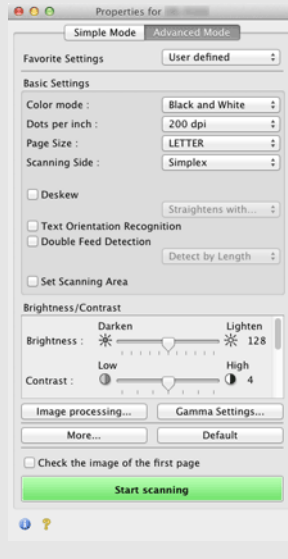 Properties for
Simple Mode Advanced Mode
Favorite Settings User defined
Basic Settings
Color mode : Black and White
Dots per inch : 200 dpi
Page Size : LETTER
Scanning Side : Simplex
Deskew
Straightens with...
Text Orientation Recognition
Double Feed Detection
Detect by Length
Set Scanning Area
Brightness/Contrast
Darken Lighten
Brightness : 128
Low High
Contrast : 4
Image processing... Gamma Settings...
More... Default
Check the image of the first page
Start scanning